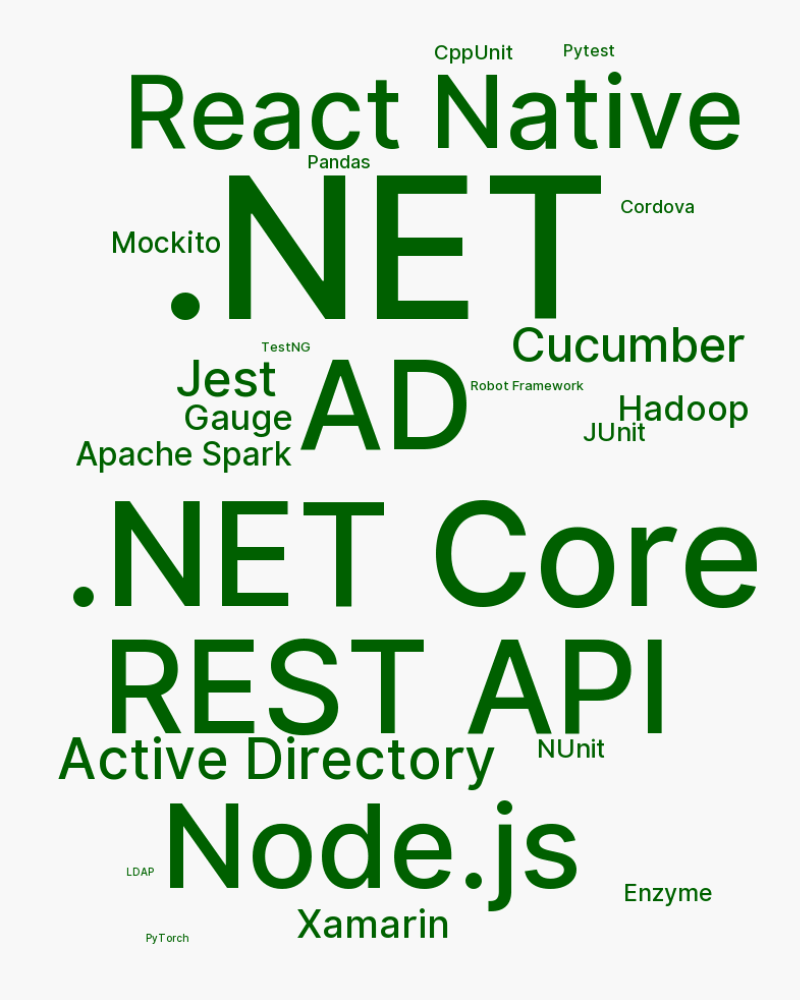 CppUnit
Pytest
React Native
Pandas
.NET
Cordova
Mockito
Cucumber
TestNG
Jest
AD
Robot Framework
Gauge
Hadoop
JUnit
Apache Spark
.NET Core
REST API
Active Directory
NUnit
Node.js
LDAP
Enzyme
Xamarin
PyTorch